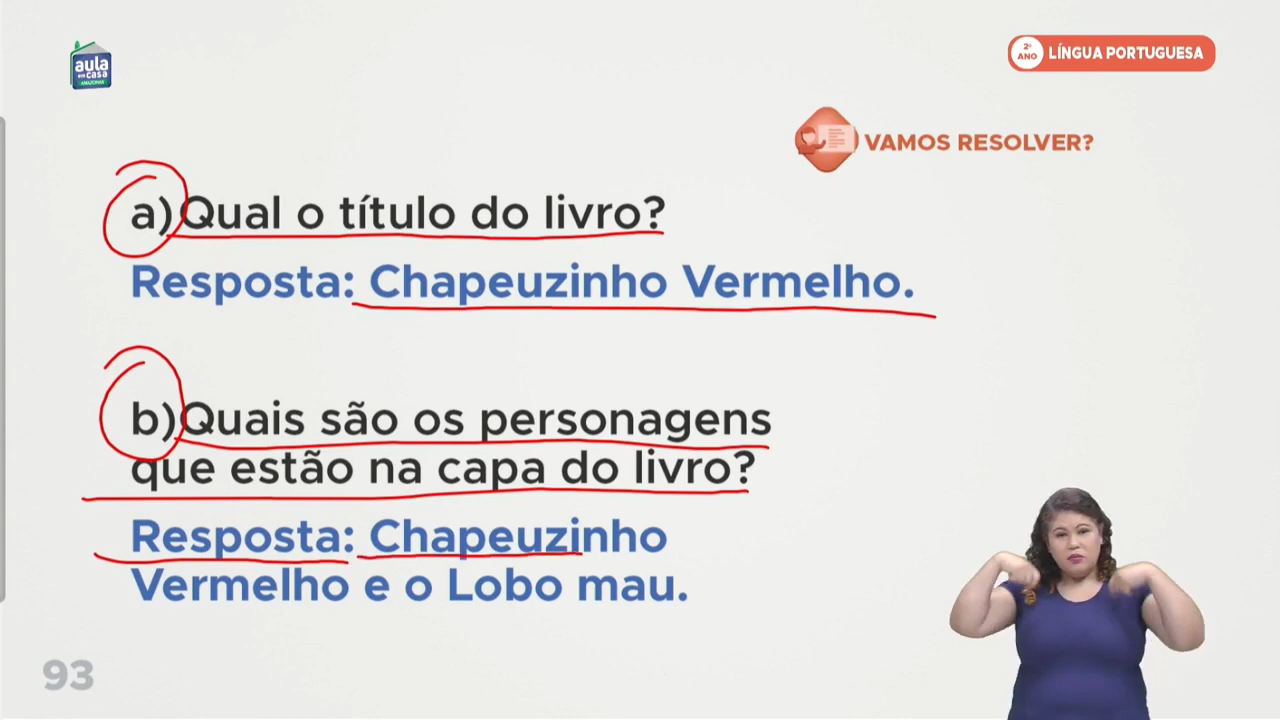 aula
em casa
AMAZONAS
2º
ANO
LÍNGUA PORTUGUESA
VAMOS RESOLVER?
a) Qual o título do livro?
Resposta: Chapeuzinho Vermelho.
b) Quais são os personagens
que estão na capa do livro?
Resposta: Chapeuzinho
Vermelho e o Lobo mau.
93